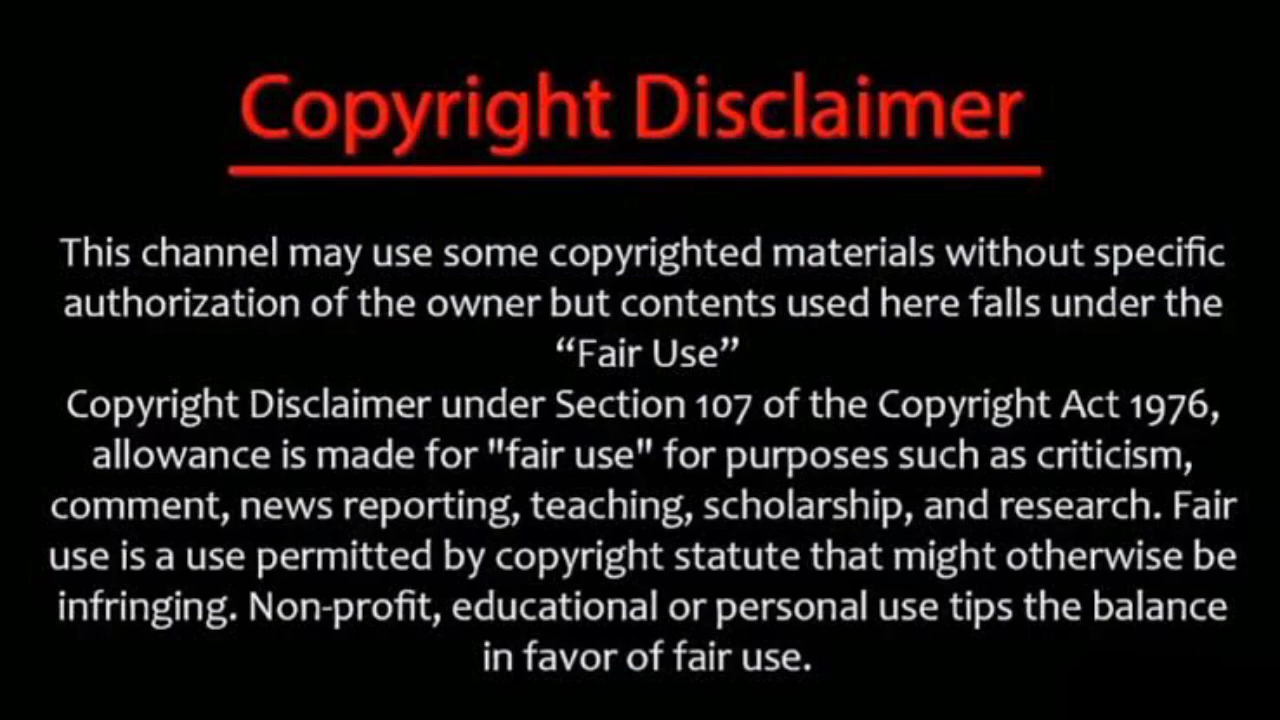 Copyright Disclaimer
This channel may use some copyrighted materials without specific
authorization of the owner but contents used here falls under the
“Fair Use”
Copyright Disclaimer under Section 107 of the Copyright Act 1976,
allowance is made for "fair use" for purposes such as criticism,
comment, news reporting, teaching, scholarship, and research. Fair
use is a use permitted by copyright statute that might otherwise be
infringing. Non-profit, educational or personal use tips the balance
in favor of fair use.